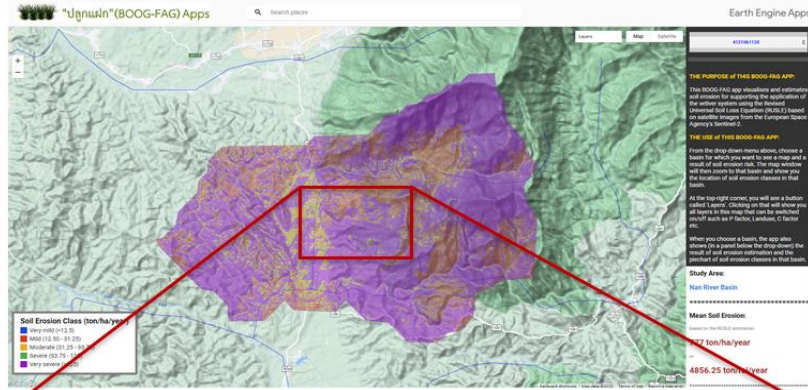 "ปลูกแฝก"(BOOG-FAG) Apps
Search places
Earth Engine Apps
Layers
Map
Satellite
4121061123
THE PURPOSE of THIS BOOG-FAG APP:
This BOOG-FAG app visualises and estimates
soil erosion for supporting the application of
the vetiver system using the Revised
Universal Soil Loss Equation (RUSLE) based
on satellite images from the European Space
Agency's Sentinel-2.
THE USE of THIS BOOG-FAG APP:
From the drop-down menu above, choose a
basin for which you want to see a map and a
result of soil erosion risk. The map window
will then zoom to that basin and show you
the location of soil erosion classes in that
basin.
At the top-right corner, you will see a button
called 'Layers'. Clicking on that will show you
all layers in this map that can be switched
on/off such as P factor, Landuse, C factor
etc.
When you choose a basin, the app also
shows (in a panel below the drop-down) the
result of soil erosion estimation and the
piechart of soil erosion classes in that basin.
Study Area:
Nan River Basin
Mean Soil Erosion:
based on the RUSLE estimation
777 ton/ha/year
or
4856.25 ton/rai/year
Soil Erosion Class (ton/ha/year)
Very mild (<12.5)
Mild (12.50 - 31.25)
Moderate (31.25 - 93.75)
Severe (93.75 -
Very severe